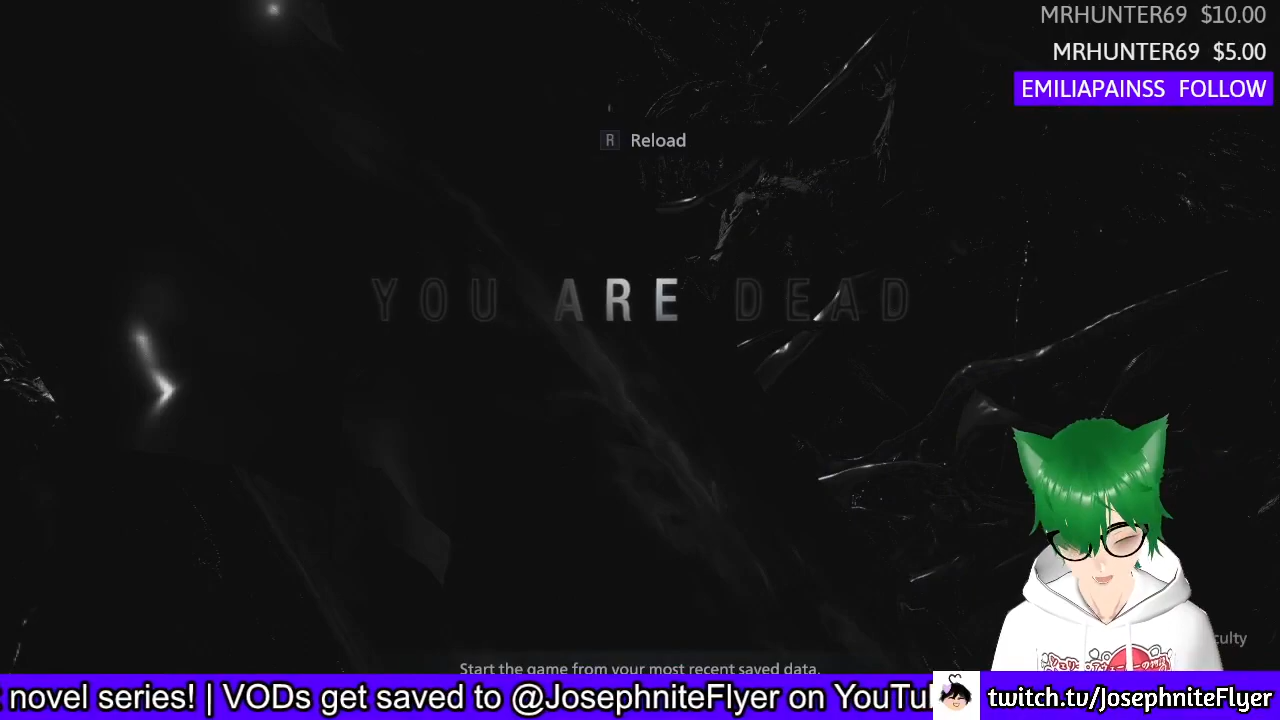 MRHUNTER69 $10.00
MRHUNTER69 $5.00
EMILIAPAINSS FOLLOW
R Reload
YOU ARE DEAD
culty
Start the game from your most recent saved data.
novel series! | VODs get saved to @JosephniteFlyer on YouTu
twitch.tv/JosephniteFlyer